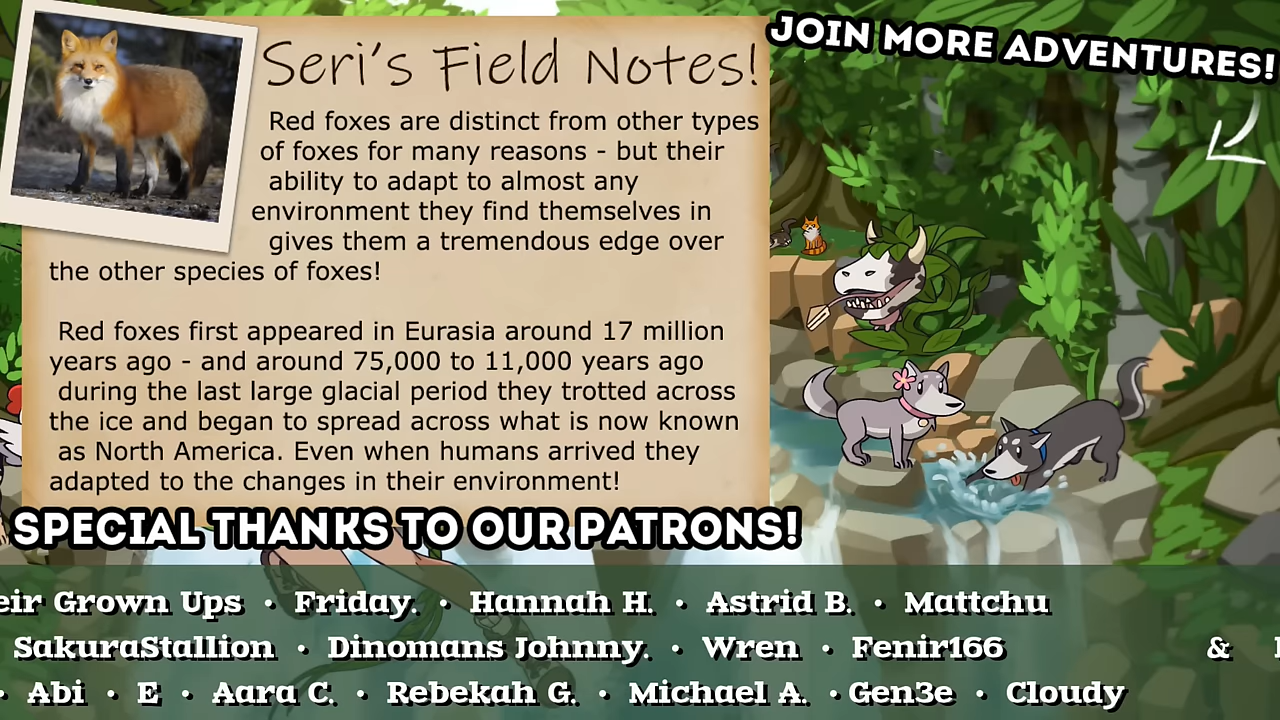 Seri's Field Notes!
JOIN MORE ADVENTURES!
Red foxes are distinct from other types
of foxes for many reasons - but their
ability to adapt to almost any
environment they find themselves in
gives them a tremendous edge over
the other species of foxes!
Red foxes first appeared in Eurasia around 17 million
years ago - and around 75,000 to 11,000 years ago
during the last large glacial period they trotted across
the ice and began to spread across what is now known
as North America. Even when humans arrived they
adapted to the changes in their environment!
SPECIAL THANKS TO OUR PATRONS!
eir Grown Ups • Friday. • Hannah H. • Astrid B. • Mattchu
SakuraStallion • Dinomans Johnny. • Wren • Fenir166 &
• Abi • E • Aara C. • Rebekah G. • Michael A. • Gen3e • Cloudy